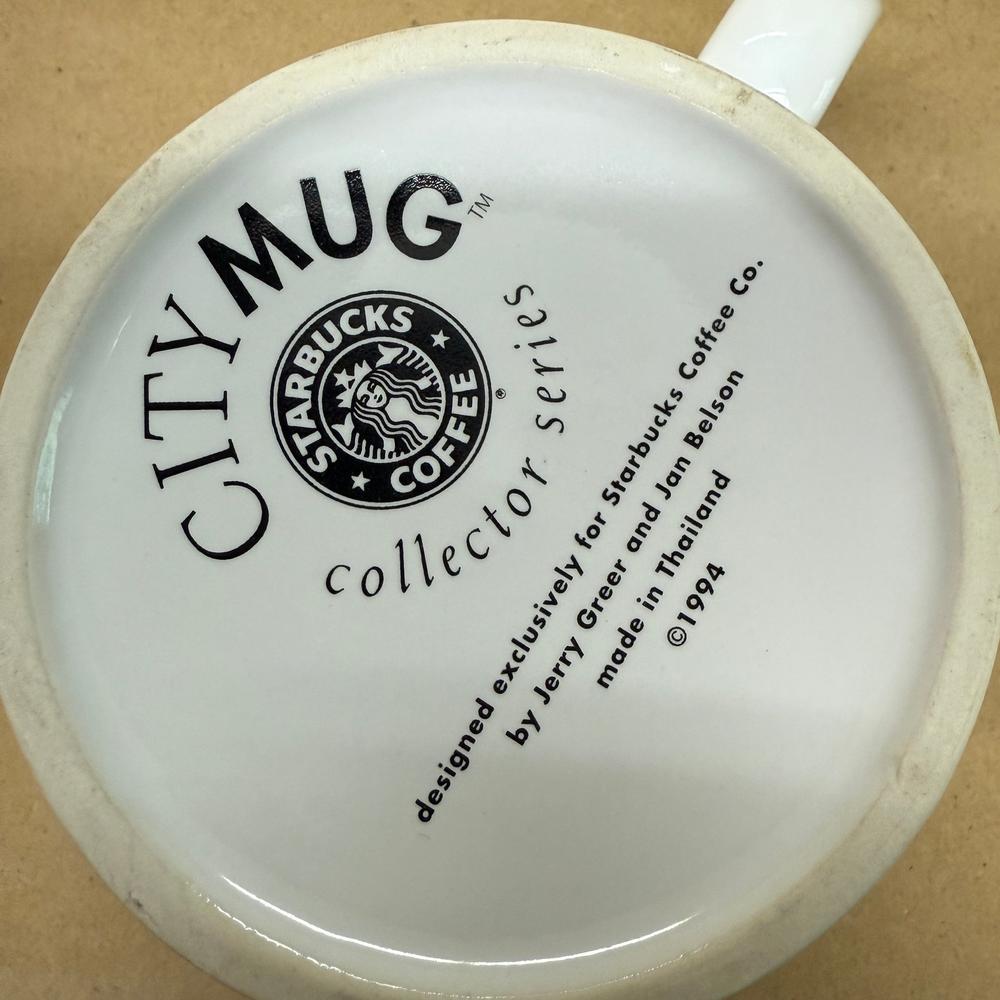 CITY MUG™
STARBUCKS
COFFEE
®
collector series
designed exclusively for Starbucks Coffee Co.
by Jerry Greer and Jan Belson
made in Thailand
©1994